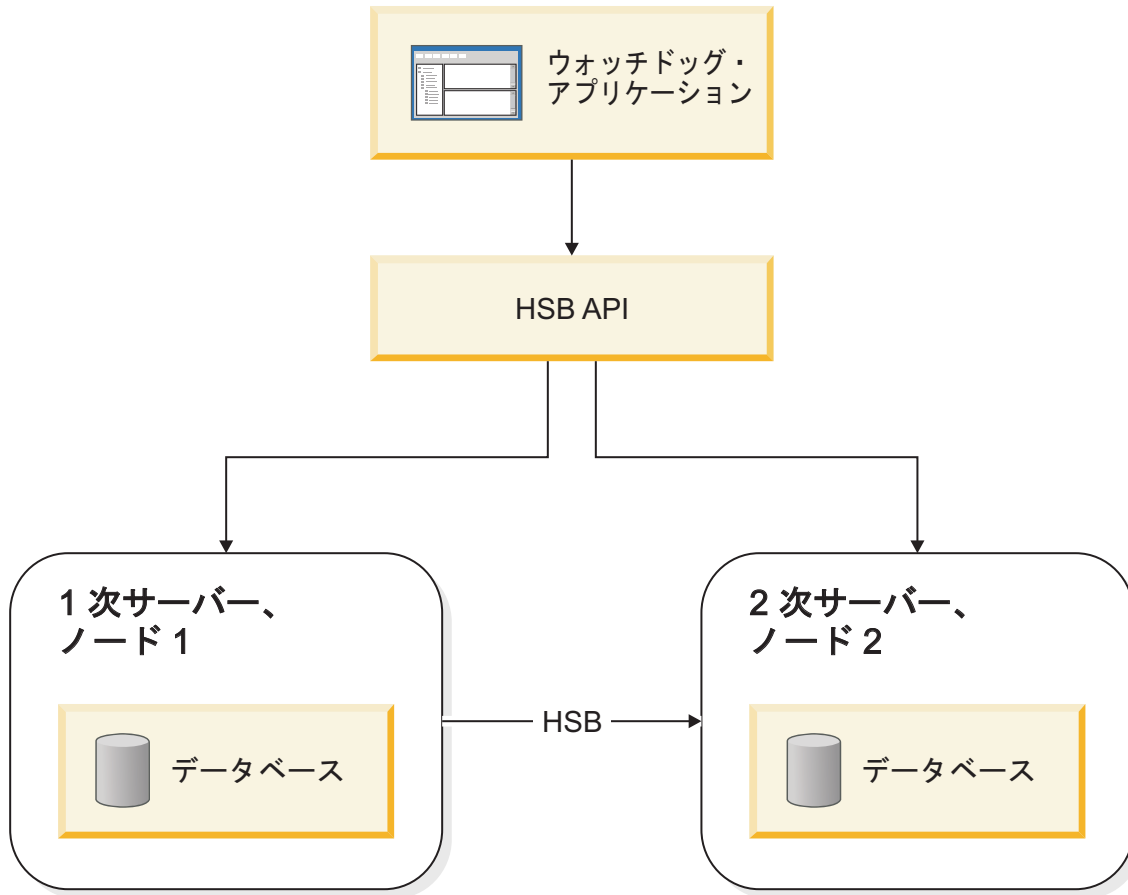 ウォッチドッグ・
アプリケーション
HSB API
1 次サーバー、
ノード 1
2 次サーバー、
ノード 2
HSB
データベース
データベース